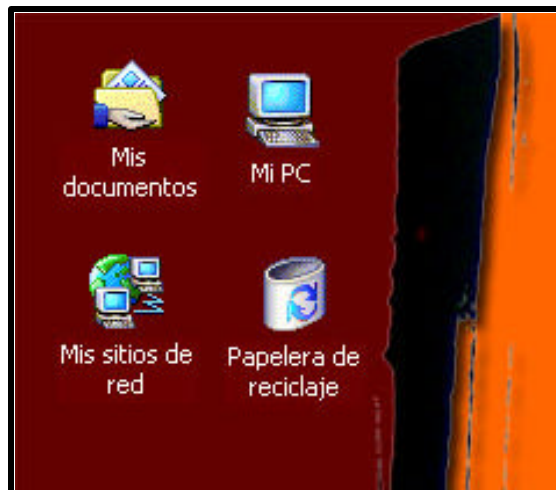 Mis
documentos
Mi PC
Mis sitios de
red
Papelera de
reciclaje